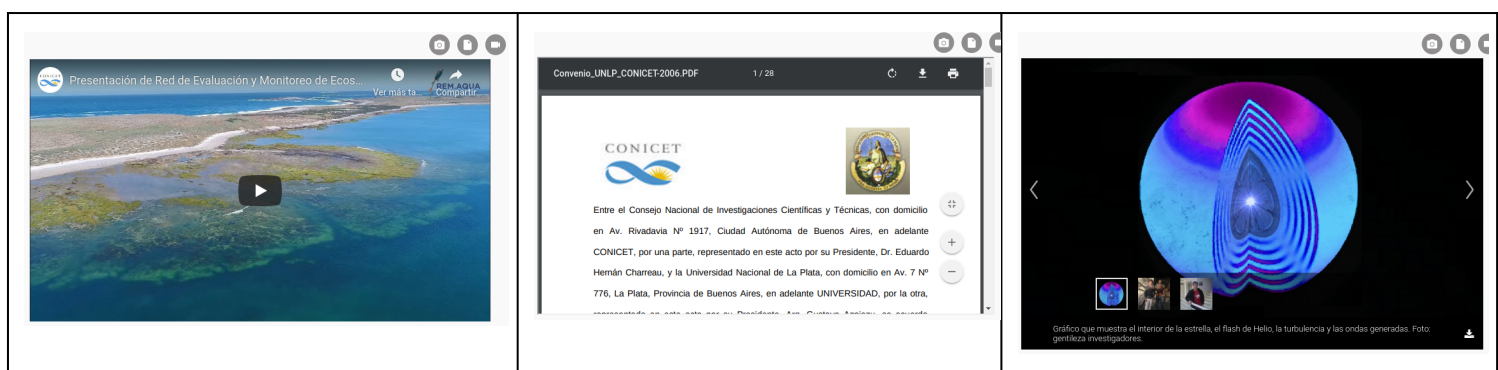 CONICET
Presentación de Red de Evaluación y Monitoreo de Ecos...
Ver más ta...
Compartir
REM.AQUA
Convenio_UNLP_CONICET-2006.PDF 1 / 28
CONICET
Entre el Consejo Nacional de Investigaciones Científicas y Técnicas, con domicilio
en Av. Rivadavia Nº 1917, Ciudad Autónoma de Buenos Aires, en adelante
CONICET, por una parte, representado en este acto por su Presidente, Dr. Eduardo
Hernán Charreau, y la Universidad Nacional de La Plata, con domicilio en Av. 7 Nº
776, La Plata, Provincia de Buenos Aires, en adelante UNIVERSIDAD, por la otra,
Gráfico que muestra el interior de la estrella, el flash de Helio, la turbulencia y las ondas generadas. Foto:
gentileza investigadores.